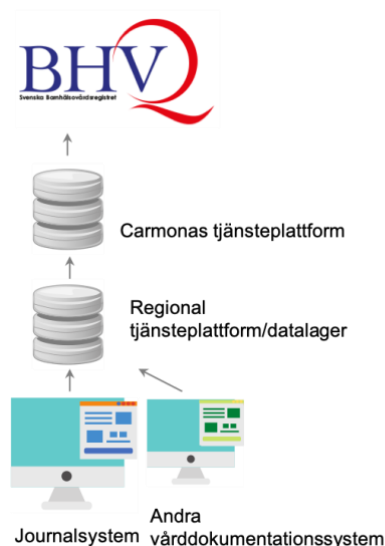 BHVQ
Svenska Barnhälsovårdsregistret
Carmonas tjänsteplattform
Regional
tjänsteplattform/datalager
Journalsystem
Andra
vårddokumentationssystem